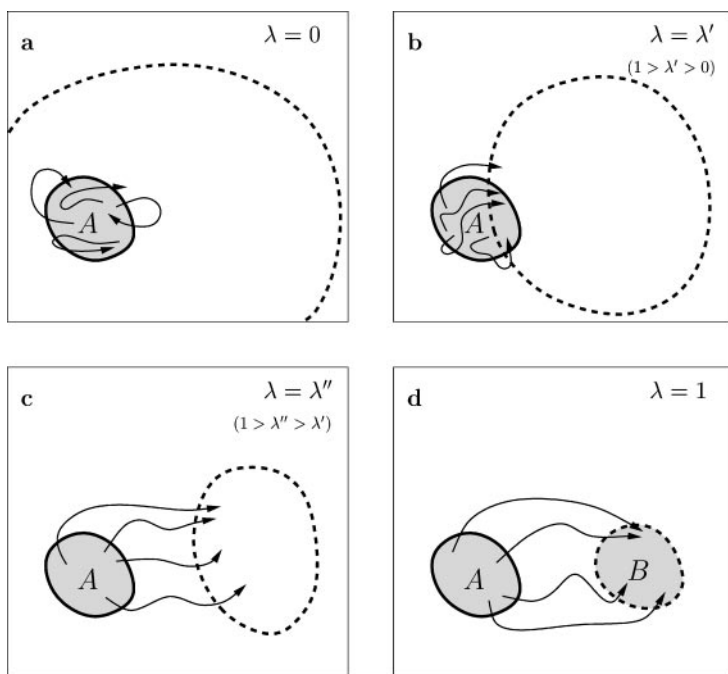 a
λ = 0
A
b
λ = λ′
(1 > λ′ > 0)
A
c
λ = λ″
(1 > λ″ > λ′)
A
d
λ = 1
A
B